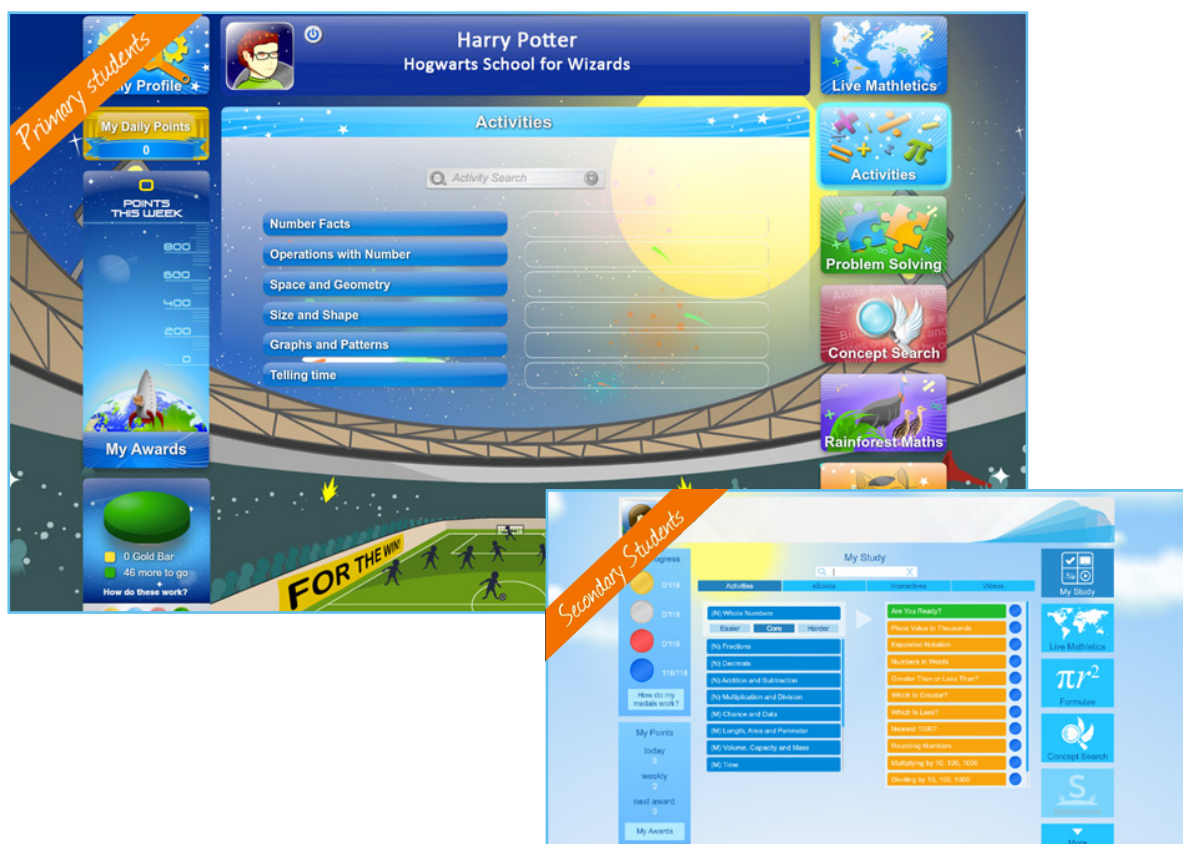 Primary students
My Profile
My Daily Points
0
0
POINTS
THIS WEEK
800
600
400
200
0
My Awards
0 Gold Bar
46 more to go
How do these work?
Harry Potter
Hogwarts School for Wizards
Activities
Activity Search
Number Facts
Operations with Number
Space and Geometry
Size and Shape
Graphs and Patterns
Telling time
Live Mathletics
Activities
Problem Solving
Concept Search
Rainforest Maths
FOR THE WIN!
Secondary Students
0/118
0/118
0/118
118/118
How do my
medals work?
My Points
today
0
weekly
0
next award
0
My Awards
My Study
Activities eBooks Interactives Videos
(N) Whole Numbers
Easier Core Harder
(N) Fractions
(N) Decimals
(N) Addition and Subtraction
(N) Multiplication and Division
(M) Chance and Data
(M) Length, Area and Perimeter
(M) Volume, Capacity and Mass
(M) Time
Are You Ready?
Place Value to Thousands
Expanded Notation
Numbers in Words
Greater Than or Less Than?
Which is Greater?
Which is Less?
Nearest 1000?
Rounding Numbers
Multiplying by 10, 100, 1000
Dividing by 10, 100, 1000
My Study
Live Mathletics
πr²
Formulae
Concept Search
S
More